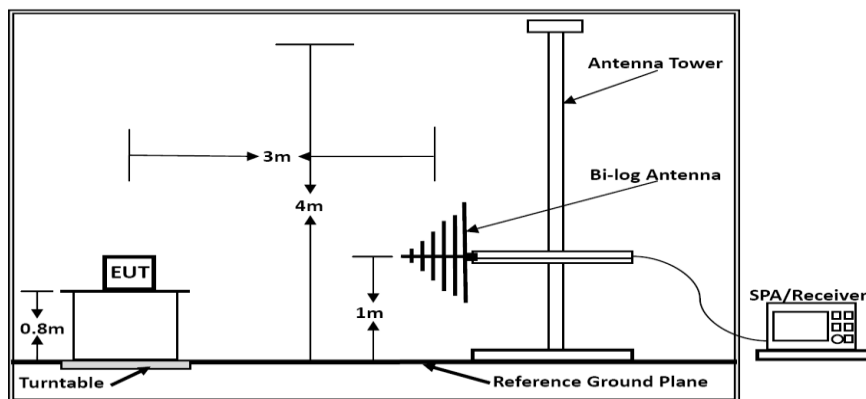 Antenna Tower
3m
Bi-log Antenna
4m
EUT
0.8m
1m
SPA/Receiver
Turntable
Reference Ground Plane